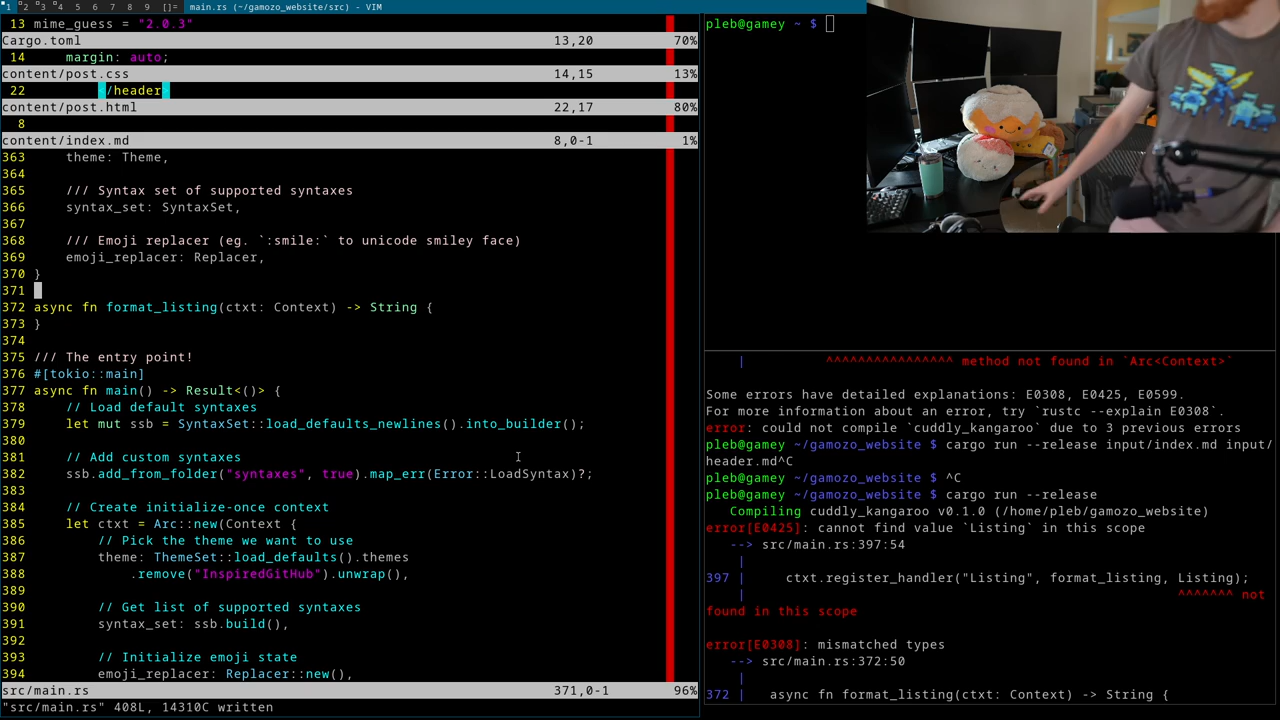 1 2 3 4 5 6 7 8 9 []= main.rs (~/gamozo_website/src) - VIM
13 mime_guess = "2.0.3"
Cargo.toml 13,20 70%
14 margin: auto;
content/post.css 14,15 13%
22 </header>
content/post.html 22,17 80%
8
content/index.md 8,0-1 1%
363 theme: Theme,
364
365 /// Syntax set of supported syntaxes
366 syntax_set: SyntaxSet,
367
368 /// Emoji replacer (eg. `:smile:` to unicode smiley face)
369 emoji_replacer: Replacer,
370 }
371
372 async fn format_listing(ctxt: Context) -> String {
373 }
374
375 /// The entry point!
376 #[tokio::main]
377 async fn main() -> Result<()> {
378 // Load default syntaxes
379 let mut ssb = SyntaxSet::load_defaults_newlines().into_builder();
380
381 // Add custom syntaxes
382 ssb.add_from_folder("syntaxes", true).map_err(Error::LoadSyntax)?;
383
384 // Create initialize-once context
385 let ctxt = Arc::new(Context {
386 // Pick the theme we want to use
387 theme: ThemeSet::load_defaults().themes
388 .remove("InspiredGitHub").unwrap(),
389
390 // Get list of supported syntaxes
391 syntax_set: ssb.build(),
392
393 // Initialize emoji state
394 emoji_replacer: Replacer::new(),
src/main.rs 371,0-1 96%
"src/main.rs" 408L, 14310C written
pleb@gamey ~ $
| ^^^^^^^^^^^^^^^^ method not found in `Arc<Context>`
Some errors have detailed explanations: E0308, E0425, E0599.
For more information about an error, try `rustc --explain E0308`.
error: could not compile `cuddly_kangaroo` due to 3 previous errors
pleb@gamey ~/gamozo_website $ cargo run --release input/index.md input/
header.md^C
pleb@gamey ~/gamozo_website $ ^C
pleb@gamey ~/gamozo_website $ cargo run --release
Compiling cuddly_kangaroo v0.1.0 (/home/pleb/gamozo_website)
error[E0425]: cannot find value `Listing` in this scope
--> src/main.rs:397:54
|
397 | ctxt.register_handler("Listing", format_listing, Listing);
| ^^^^^^^ not
found in this scope
error[E0308]: mismatched types
--> src/main.rs:372:50
|
372 | async fn format_listing(ctxt: Context) -> String {